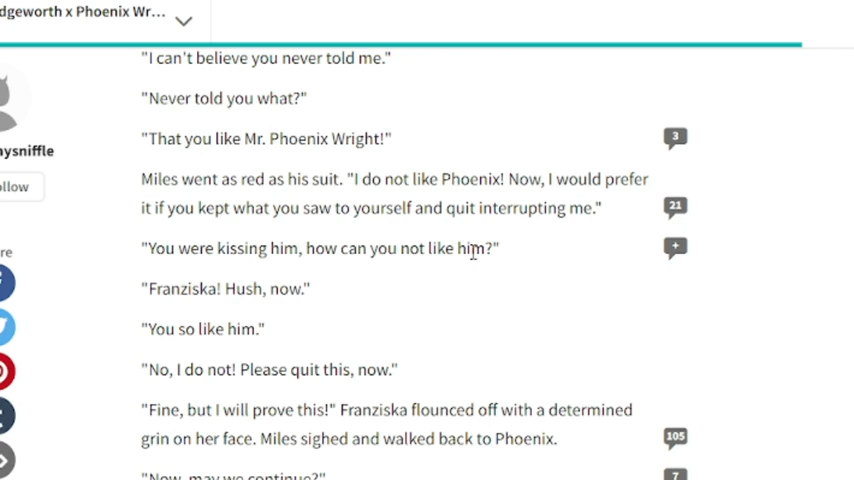 dgeworth x Phoenix Wr...
"I can't believe you never told me."
"Never told you what?"
"That you like Mr. Phoenix Wright!"
3
aysniffle
Miles went as red as his suit. "I do not like Phoenix! Now, I would prefer
ollow
it if you kept what you saw to yourself and quit interrupting me."
21
re
"You were kissing him, how can you not like him?"
+
"Franziska! Hush, now."
"You so like him."
"No, I do not! Please quit this, now."
"Fine, but I will prove this!" Franziska flounced off with a determined
grin on her face. Miles sighed and walked back to Phoenix.
105
"Now, may we continue?"
7